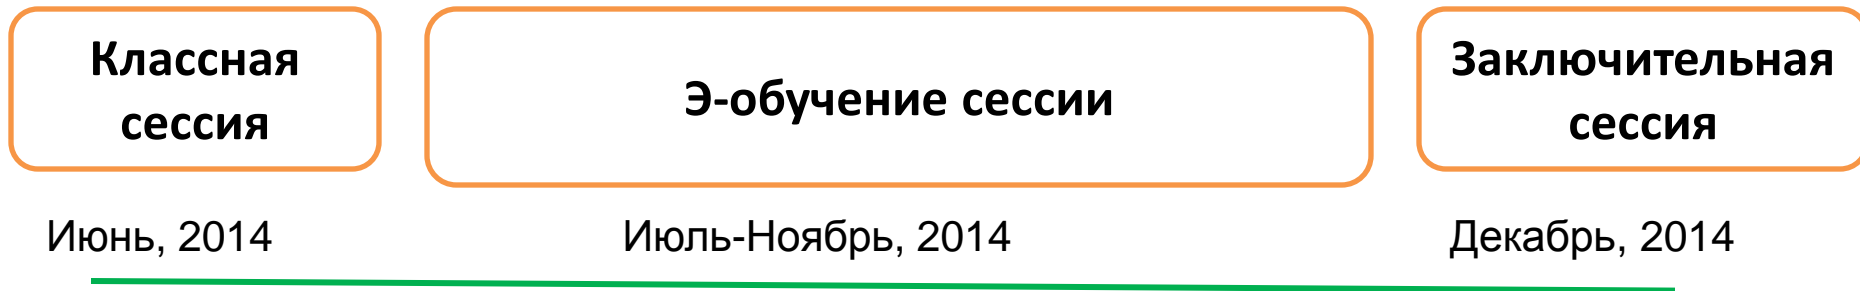 Классная
сессия
Э-обучение сессии
Заключительная
сессия
Июнь, 2014
Июль-Ноябрь, 2014
Декабрь, 2014